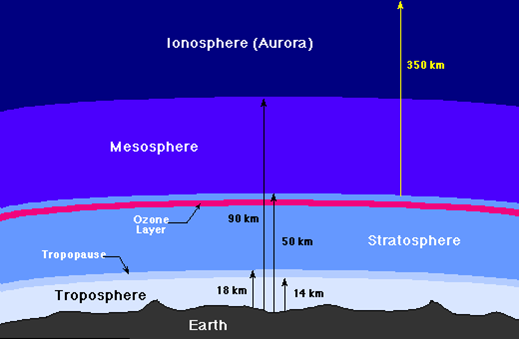 Ionosphere (Aurora)
350 km
Mesosphere
Ozone
Layer
90 km
50 km
Stratosphere
Tropopause
Troposphere
18 km
14 km
Earth